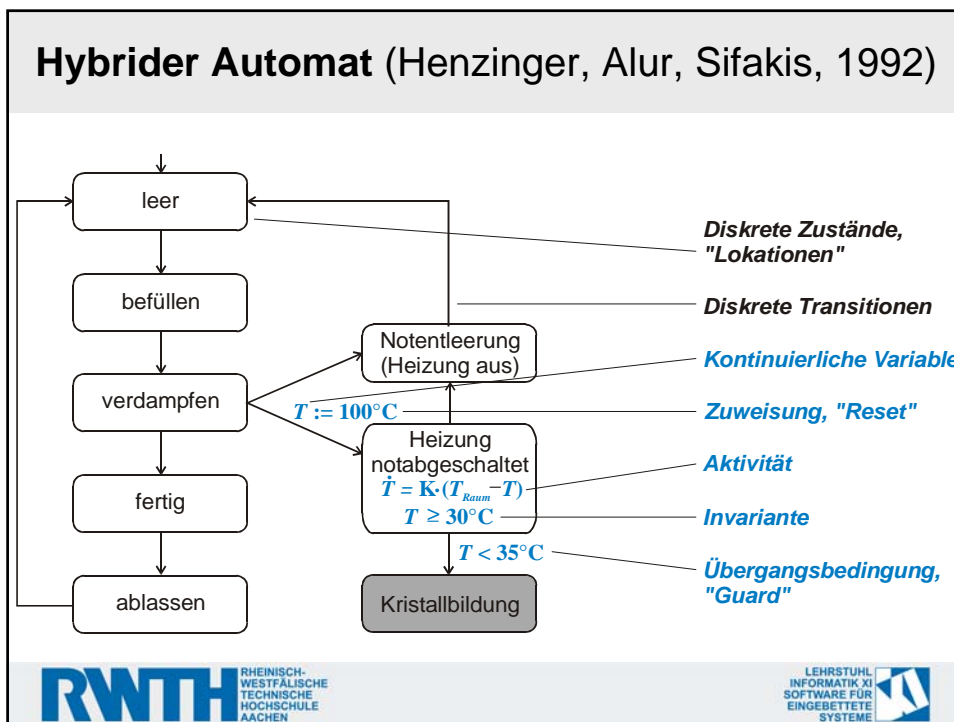 Hybrider Automat (Henzinger, Alur, Sifakis, 1992)
leer
befüllen
verdampfen
fertig
ablassen
Notentleerung
(Heizung aus)
T := 100°C
Heizung
notabgeschaltet
Ṫ = K·(T_Raum−T)
T ≥ 30°C
T < 35°C
Kristallbildung
Diskrete Zustände,
"Lokationen"
Diskrete Transitionen
Kontinuierliche Variable
Zuweisung, "Reset"
Aktivität
Invariante
Übergangsbedingung,
"Guard"
RWTH
RHEINISCH-
WESTFÄLISCHE
TECHNISCHE
HOCHSCHULE
AACHEN
LEHRSTUHL
INFORMATIK XI
SOFTWARE FÜR
EINGEBETTETE
SYSTEME